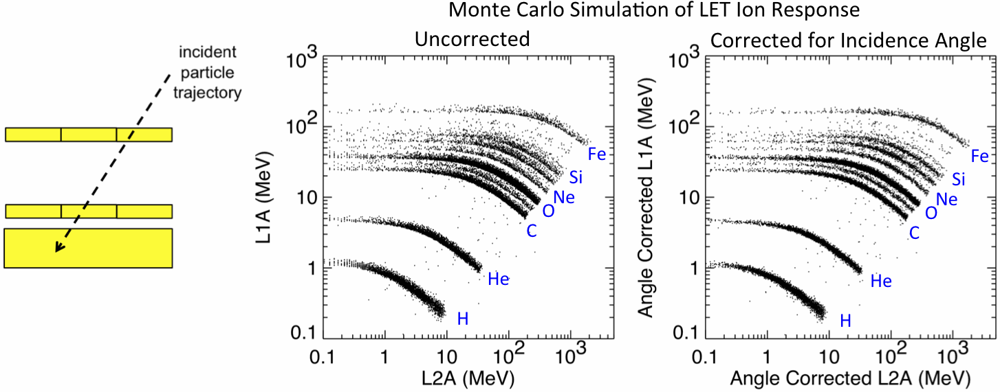 Monte Carlo Simulation of LET Ion Response
incident
particle
trajectory
Uncorrected
10³
10²
10
1
0.1
L1A (MeV)
Fe
Si
Ne
O
C
He
H
0.1 1 10 10² 10³
L2A (MeV)
Corrected for Incidence Angle
10³
10²
10
1
0.1
Angle Corrected L1A (MeV)
Fe
Si
Ne
O
C
He
H
0.1 1 10 10² 10³
Angle Corrected L2A (MeV)